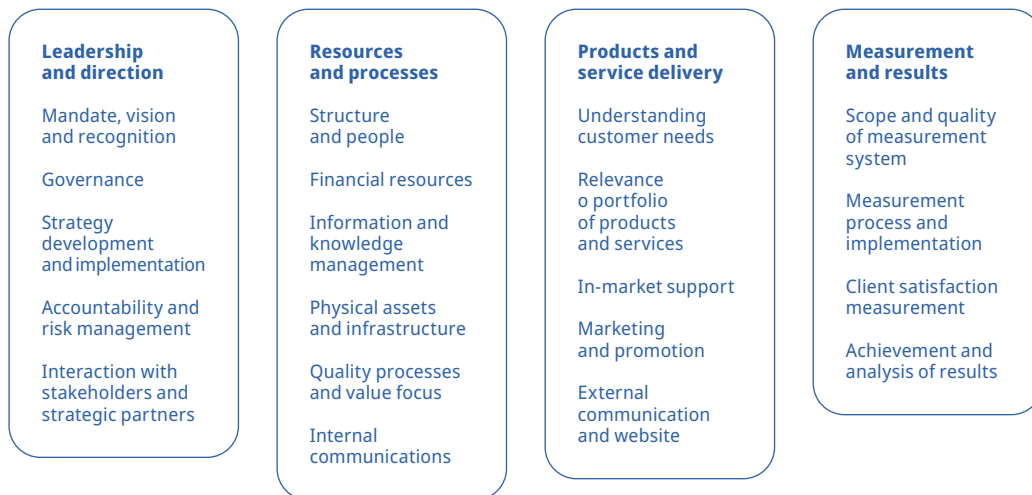 Leadership
and direction
Mandate, vision
and recognition
Governance
Strategy
development
and implementation
Accountability and
risk management
Interaction with
stakeholders and
strategic partners
Resources
and processes
Structure
and people
Financial resources
Information and
knowledge
management
Physical assets
and infrastructure
Quality processes
and value focus
Internal
communications
Products and
service delivery
Understanding
customer needs
Relevance
o portfolio
of products
and services
In-market support
Marketing
and promotion
External
communication
and website
Measurement
and results
Scope and quality
of measurement
system
Measurement
process and
implementation
Client satisfaction
measurement
Achievement and
analysis of results